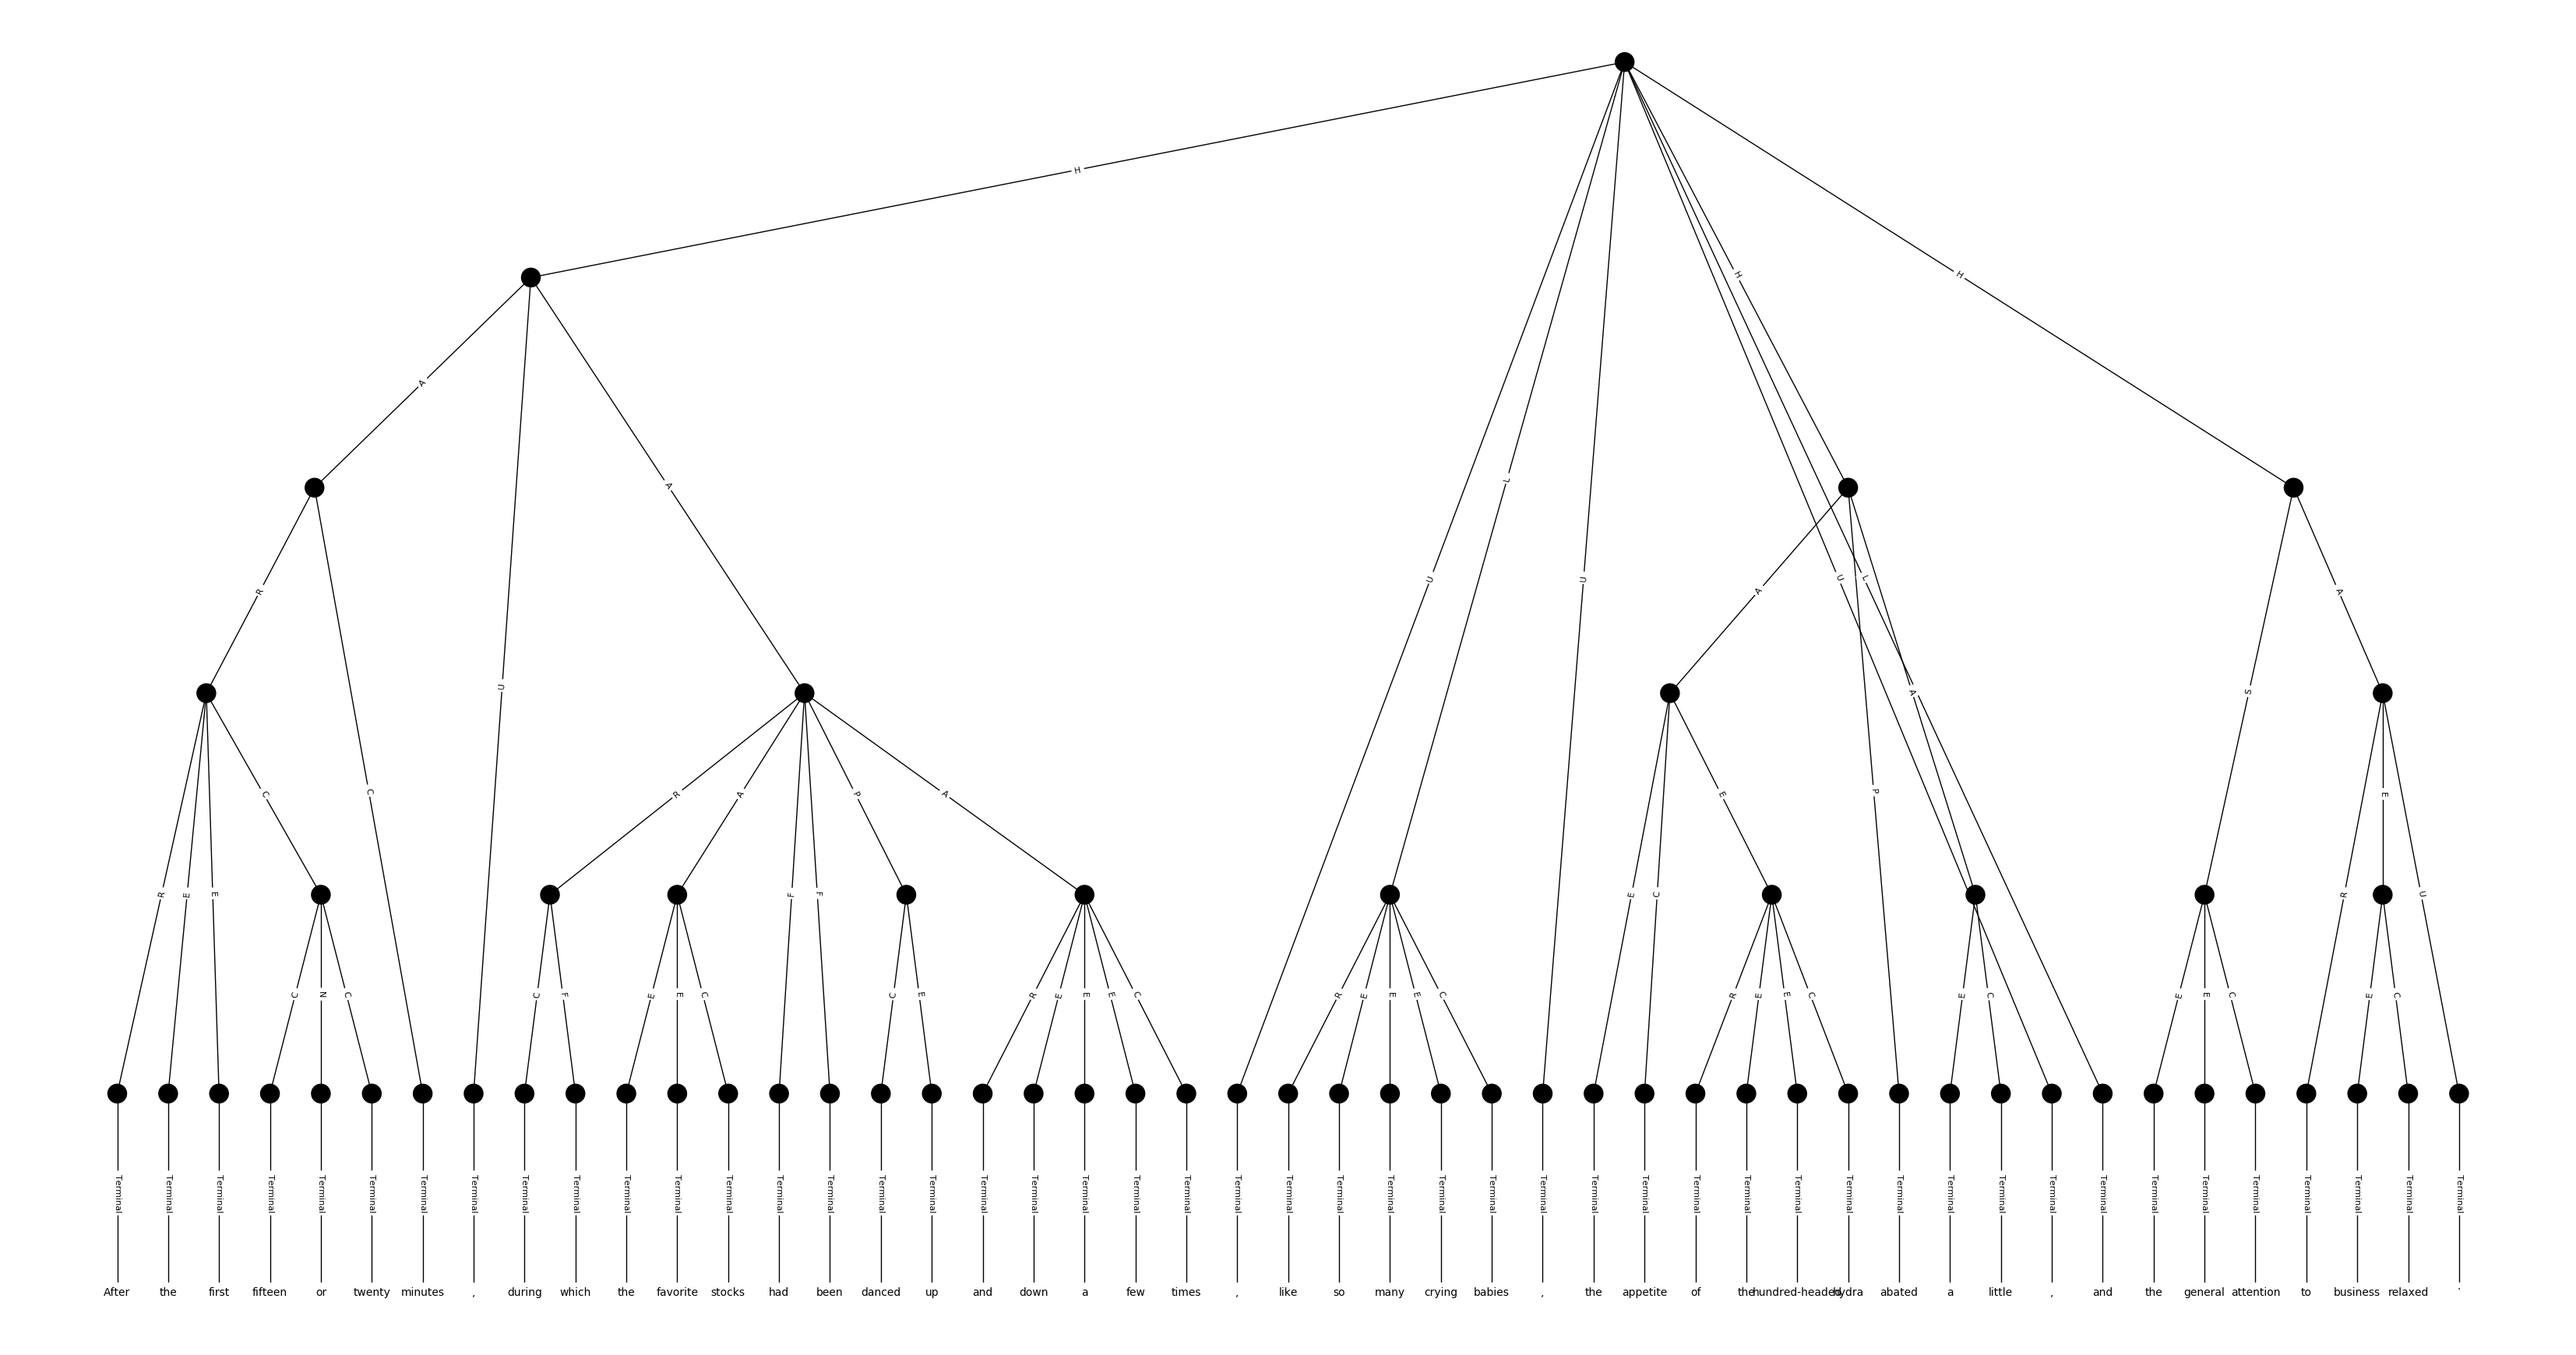 H
A
H
H
A
L
U
U
U
L
A
A
R
S
A
U
C
P
R
A
F
F
P
A
C
E
A
E
R
E
E
E
C
R
U
C
N
C
C
F
E
E
C
C
E
R
E
E
E
C
R
E
E
E
C
R
E
E
C
E
C
E
E
C
E
C
Terminal Terminal Terminal Terminal Terminal Terminal Terminal Terminal Terminal Terminal Terminal Terminal Terminal Terminal Terminal Terminal Terminal Terminal Terminal Terminal Terminal Terminal Terminal Terminal Terminal Terminal Terminal Terminal Terminal Terminal Terminal Terminal Terminal Terminal Terminal Terminal Terminal Terminal Terminal Terminal Terminal Terminal Terminal Terminal Terminal Terminal Terminal
After the first fifteen or twenty minutes , during which the favorite stocks had been danced up and down a few times , like so many crying babies , the appetite of the hundred-headed hydra abated a little , and the general attention to business relaxed .